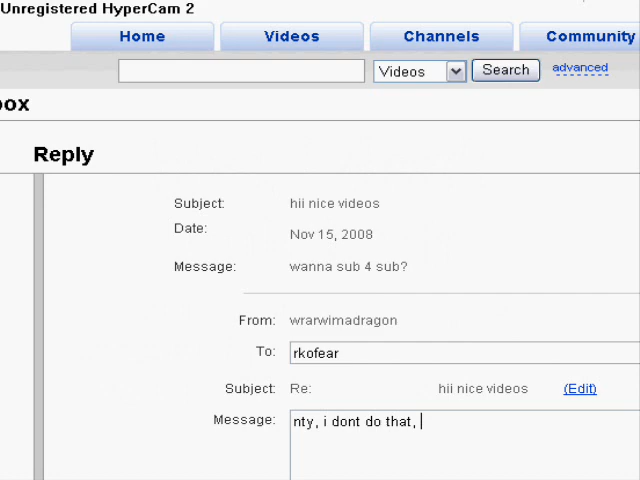 Unregistered HyperCam 2
Home Videos Channels Community
Videos Search advanced
box
Reply
Subject: hii nice videos
Date: Nov 15, 2008
Message: wanna sub 4 sub?
From: wrarwimadragon
To: rkofear
Subject: Re: hii nice videos (Edit)
Message: nty, i dont do that,